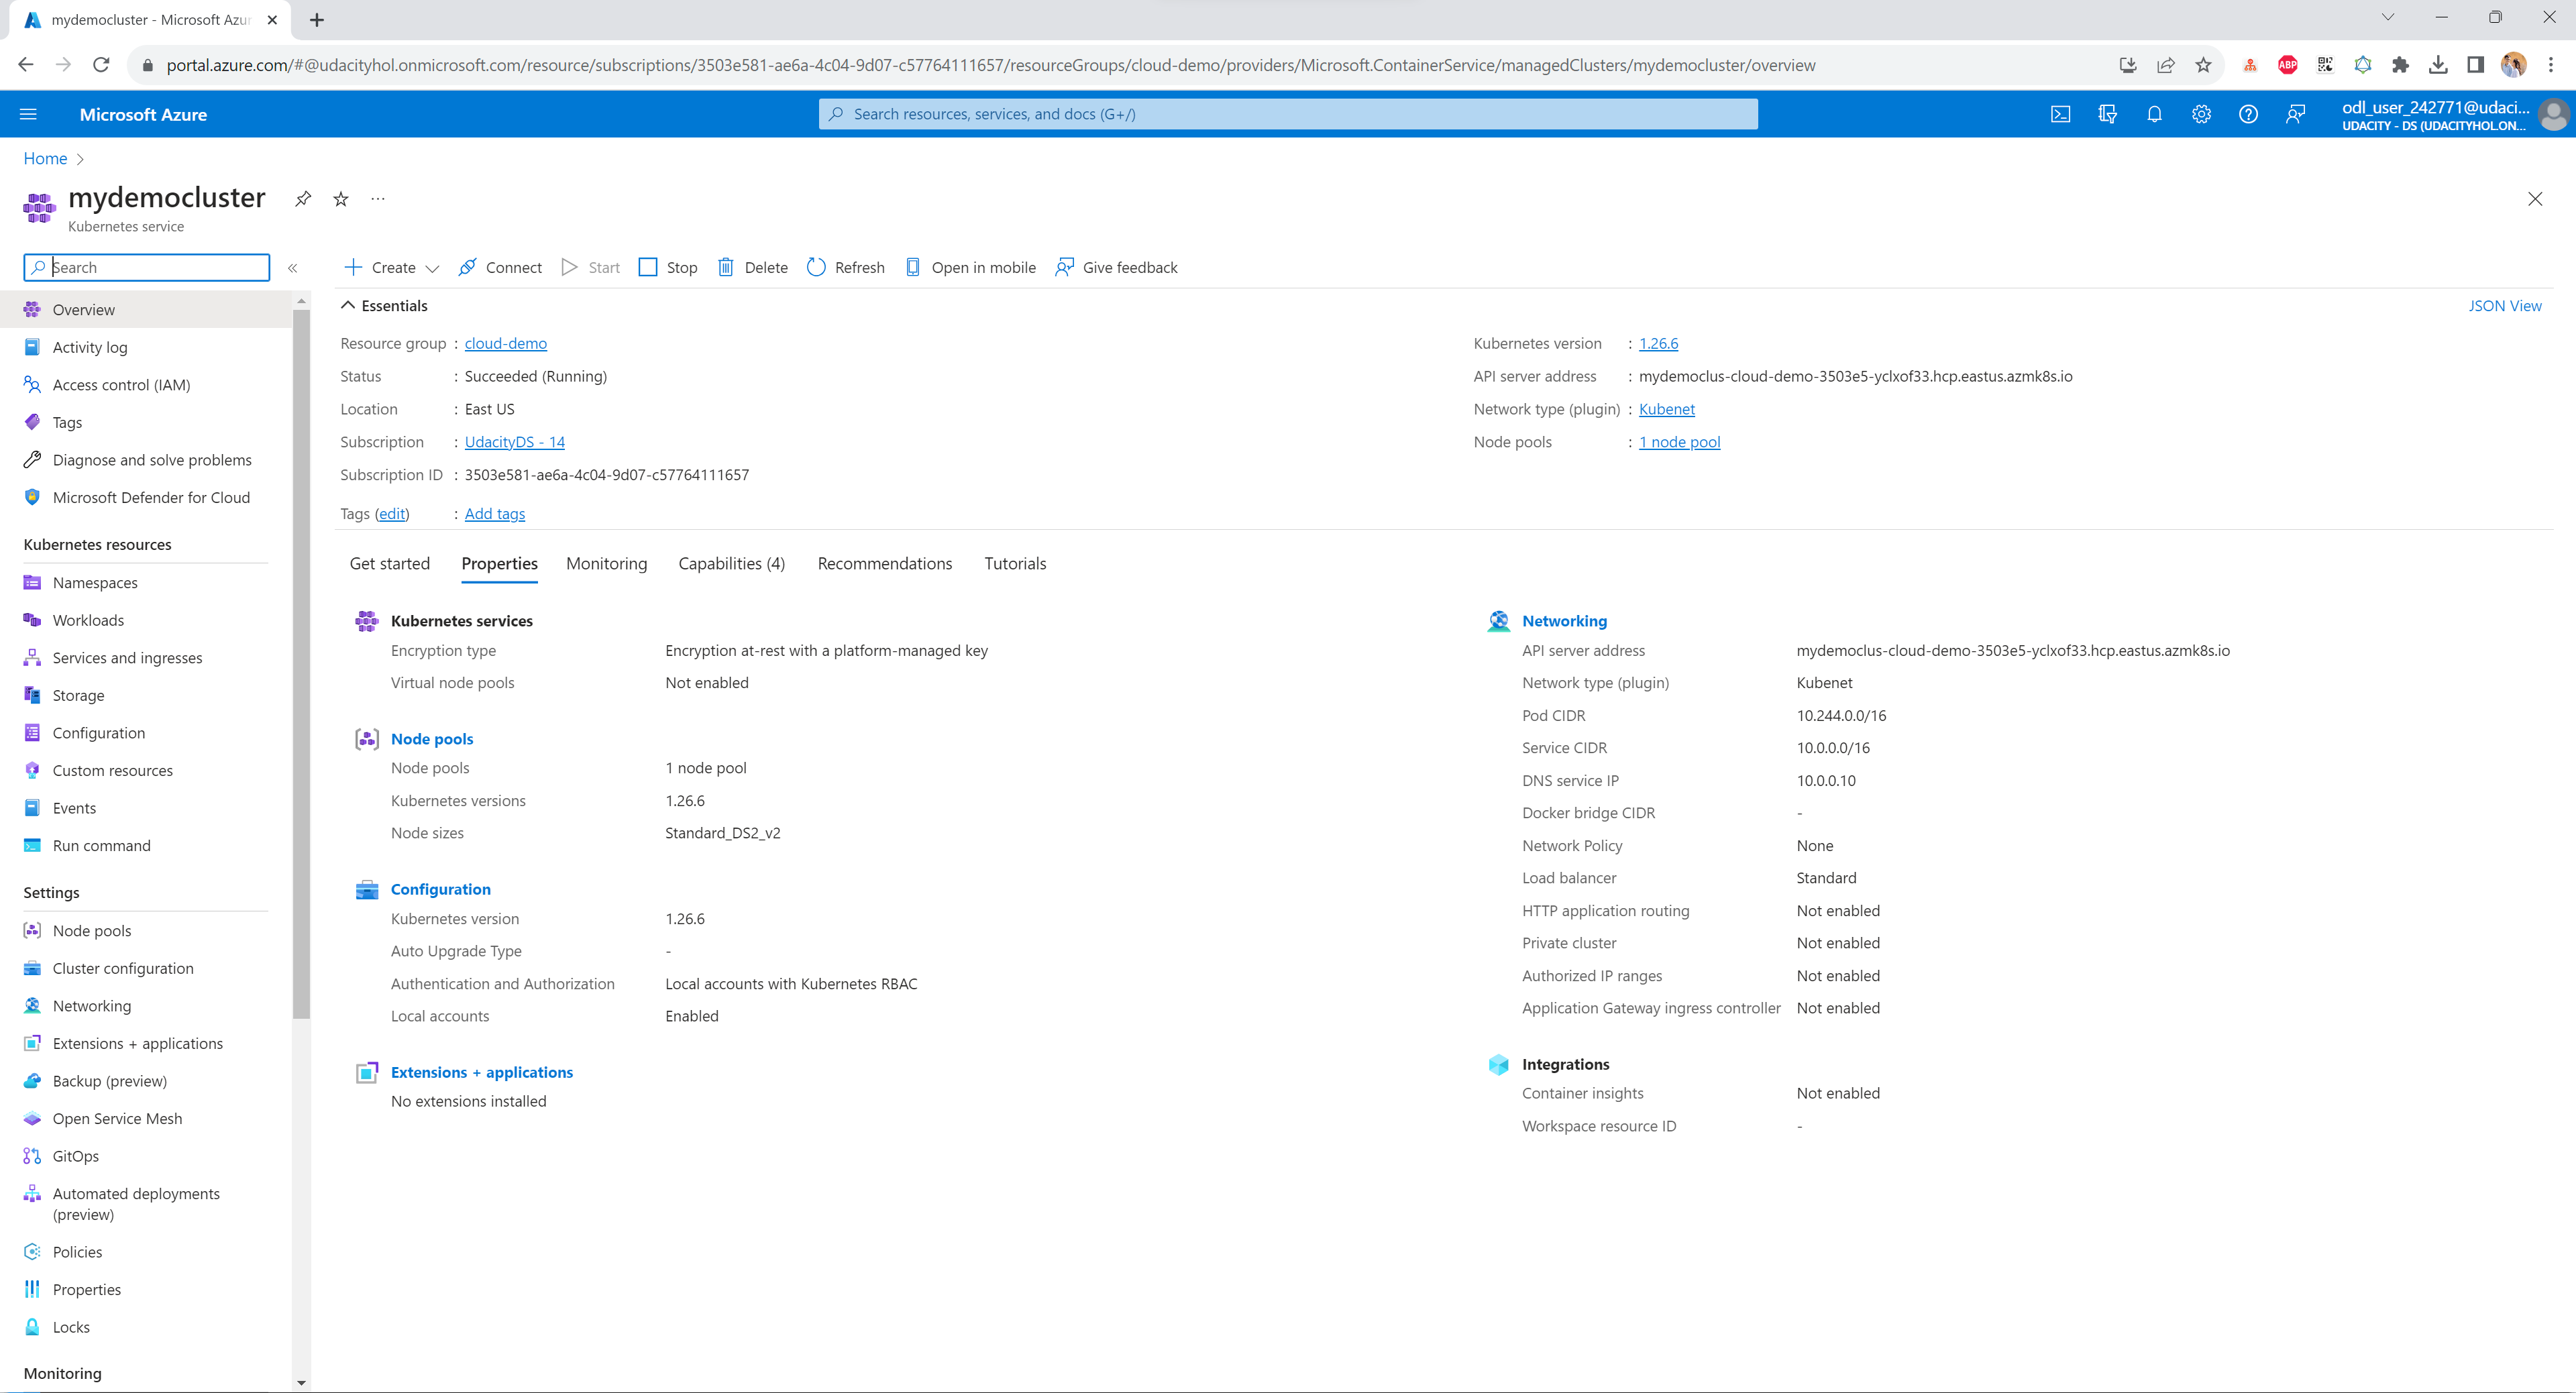 mydemocluster - Microsoft Azu
portal.azure.com/#@udacityhol.onmicrosoft.com/resource/subscriptions/3503e581-ae6a-4c04-9d07-c57764111657/resourceGroups/cloud-demo/providers/Microsoft.ContainerService/managedClusters/mydemocluster/overview
ABP
Microsoft Azure
Search resources, services, and docs (G+/)
odl_user_242771@udaci...
UDACITY - DS (UDACITYHOL.ON...
Home
mydemocluster
Kubernetes service
Search
Overview
Activity log
Access control (IAM)
Tags
Diagnose and solve problems
Microsoft Defender for Cloud
Kubernetes resources
Namespaces
Workloads
Services and ingresses
Storage
Configuration
Custom resources
Events
Run command
Settings
Node pools
Cluster configuration
Networking
Extensions + applications
Backup (preview)
Open Service Mesh
GitOps
Automated deployments
(preview)
Policies
Properties
Locks
Monitoring
Create Connect Start Stop Delete Refresh Open in mobile Give feedback
Essentials
JSON View
Resource group : cloud-demo
Status : Succeeded (Running)
Location : East US
Subscription : UdacityDS - 14
Subscription ID : 3503e581-ae6a-4c04-9d07-c57764111657
Tags (edit) : Add tags
Kubernetes version : 1.26.6
API server address : mydemoclus-cloud-demo-3503e5-yclxof33.hcp.eastus.azmk8s.io
Network type (plugin) : Kubenet
Node pools : 1 node pool
Get started Properties Monitoring Capabilities (4) Recommendations Tutorials
Kubernetes services
Encryption type Encryption at-rest with a platform-managed key
Virtual node pools Not enabled
Node pools
Node pools 1 node pool
Kubernetes versions 1.26.6
Node sizes Standard_DS2_v2
Configuration
Kubernetes version 1.26.6
Auto Upgrade Type -
Authentication and Authorization Local accounts with Kubernetes RBAC
Local accounts Enabled
Extensions + applications
No extensions installed
Networking
API server address mydemoclus-cloud-demo-3503e5-yclxof33.hcp.eastus.azmk8s.io
Network type (plugin) Kubenet
Pod CIDR 10.244.0.0/16
Service CIDR 10.0.0.0/16
DNS service IP 10.0.0.10
Docker bridge CIDR -
Network Policy None
Load balancer Standard
HTTP application routing Not enabled
Private cluster Not enabled
Authorized IP ranges Not enabled
Application Gateway ingress controller Not enabled
Integrations
Container insights Not enabled
Workspace resource ID -